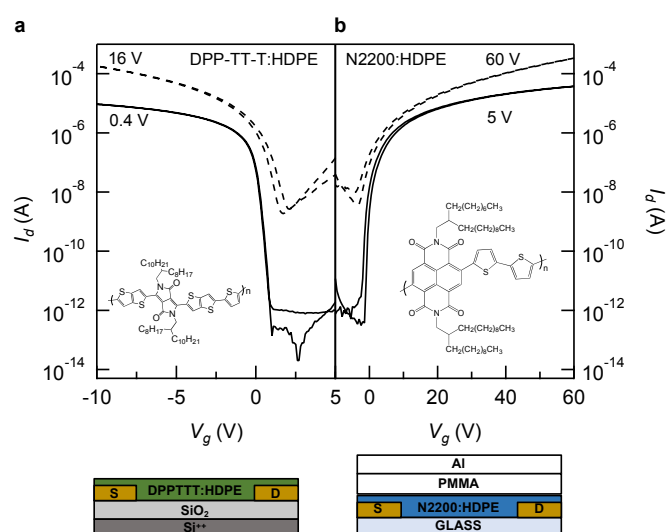 a
b
16 V
DPP-TT-T:HDPE
N2200:HDPE
60 V
0.4 V
5 V
10⁻⁴
10⁻⁶
10⁻⁸
10⁻¹⁰
10⁻¹²
10⁻¹⁴
I_d (A)
10⁻⁴
10⁻⁶
10⁻⁸
10⁻¹⁰
10⁻¹²
10⁻¹⁴
I_d (A)
C₁₀H₂₁
C₈H₁₇
N
O
S
S
S
S
S
n
O
N
C₈H₁₇
C₁₀H₂₁
CH₂(CH₂)₈CH₃
CH₂(CH₂)₆CH₃
O
N
O
S
S
n
O
N
O
CH₂(CH₂)₆CH₃
CH₂(CH₂)₈CH₃
-10
-5
0
5
0
20
40
60
V_g (V)
V_g (V)
S DPPTTT:HDPE D
SiO₂
Si⁺⁺
Al
PMMA
S N2200:HDPE D
GLASS